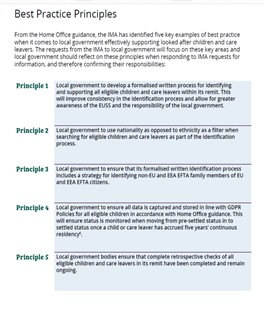 Best Practice Principles
From the Home Office guidance, the IMA has identified five key examples of best practice
when it comes to local government effectively supporting looked after children and care
leavers. The requests from the IMA to local government will focus on these key areas and
local government should reflect on these principles when responding to IMA requests for
information, and therefore confirming their responsibilities:
Principle 1
Local government to develop a formalised written process for identifying
and supporting all eligible children and care leavers within its remit. This
will improve consistency in the identification process and allow for greater
awareness of the EUSS and the responsibility of the local government.
Principle 2
Local government to use nationality as opposed to ethnicity as a filter when
searching for eligible children and care leavers as part of the identification
process.
Principle 3
Local government to ensure that its formalised written identification process
includes a strategy for identifying non-EU and EEA EFTA family members of EU
and EEA EFTA citizens.
Principle 4
Local government to ensure all data is captured and stored in line with GDPR
Policies for all eligible children in accordance with Home Office guidance. This
will ensure status is monitored when moving from pre-settled status in to
settled status once a child or care leaver has accrued five years' continuous
residency
Principle 5
Local government bodies ensure that complete retrospective checks of all
eligible children and care leavers in its remit have been completed and remain
ongoing.